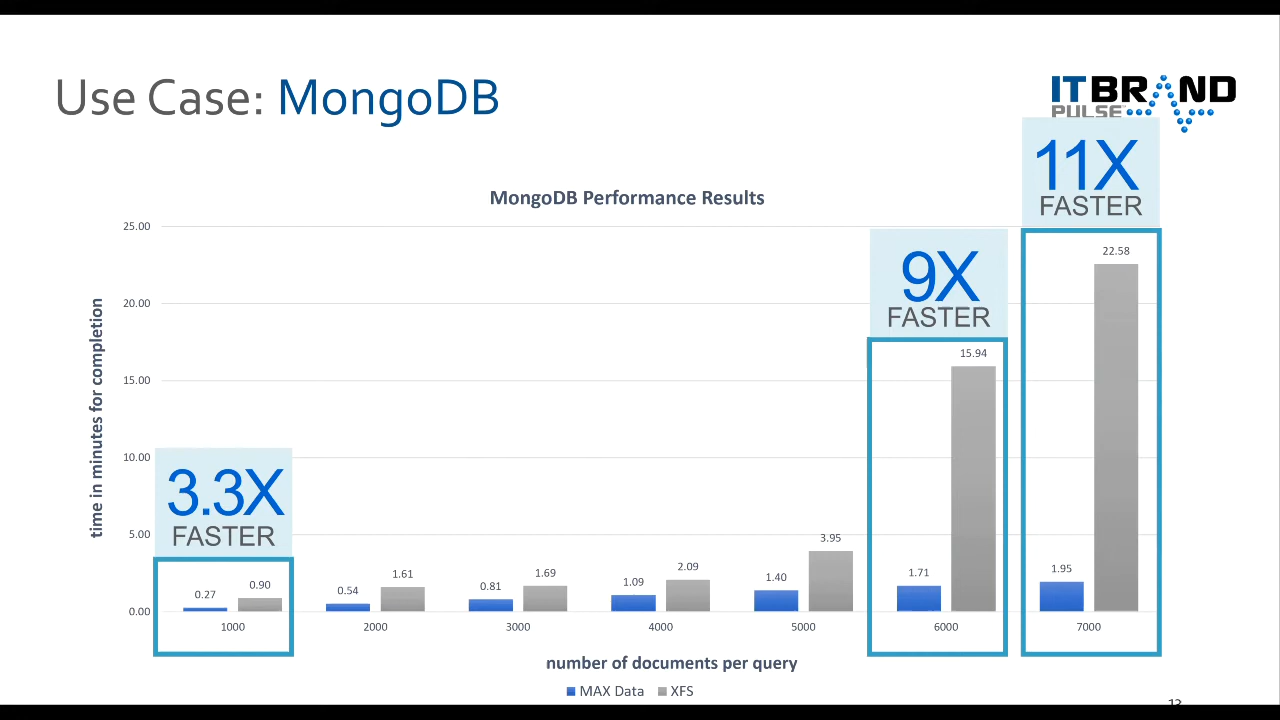 Use Case: MongoDB
ITBRAND
PULSE
11X
FASTER
MongoDB Performance Results
25.00
20.00
15.00
10.00
5.00
0.00
time in minutes for completion
9X
FASTER
3.3X
FASTER
0.27
0.90
0.54
1.61
0.81
1.69
1.09
2.09
1.40
3.95
1.71
15.94
1.95
22.58
1000
2000
3000
4000
5000
6000
7000
number of documents per query
MAX Data
XFS
13